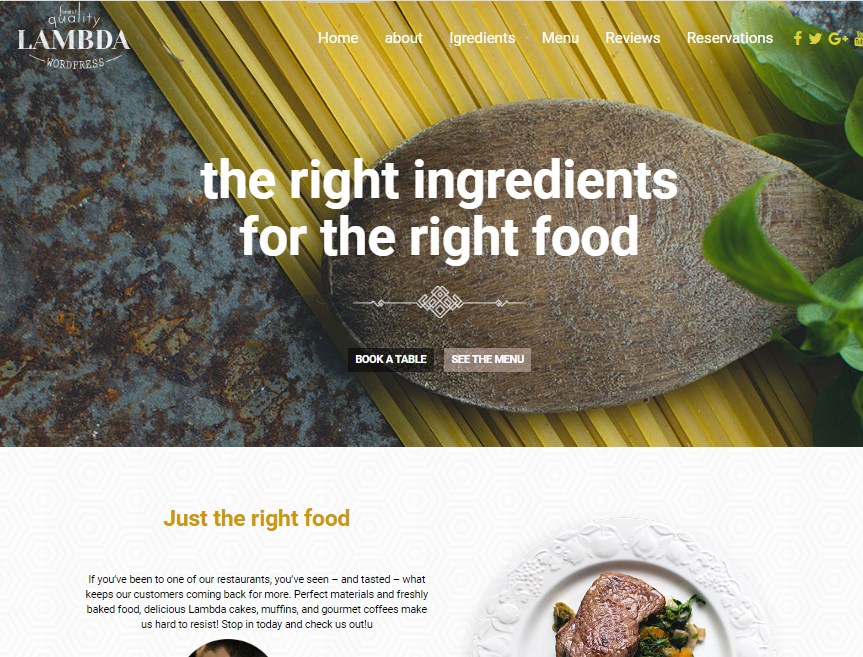 finest
quality
LAMBDA
WORDPRESS
Home about Igredients Menu Reviews Reservations
the right ingredients
for the right food
BOOK A TABLE SEE THE MENU
Just the right food
If you've been to one of our restaurants, you've seen – and tasted – what
keeps our customers coming back for more. Perfect materials and freshly
baked food, delicious Lambda cakes, muffins, and gourmet coffees make
us hard to resist! Stop in today and check us out!u